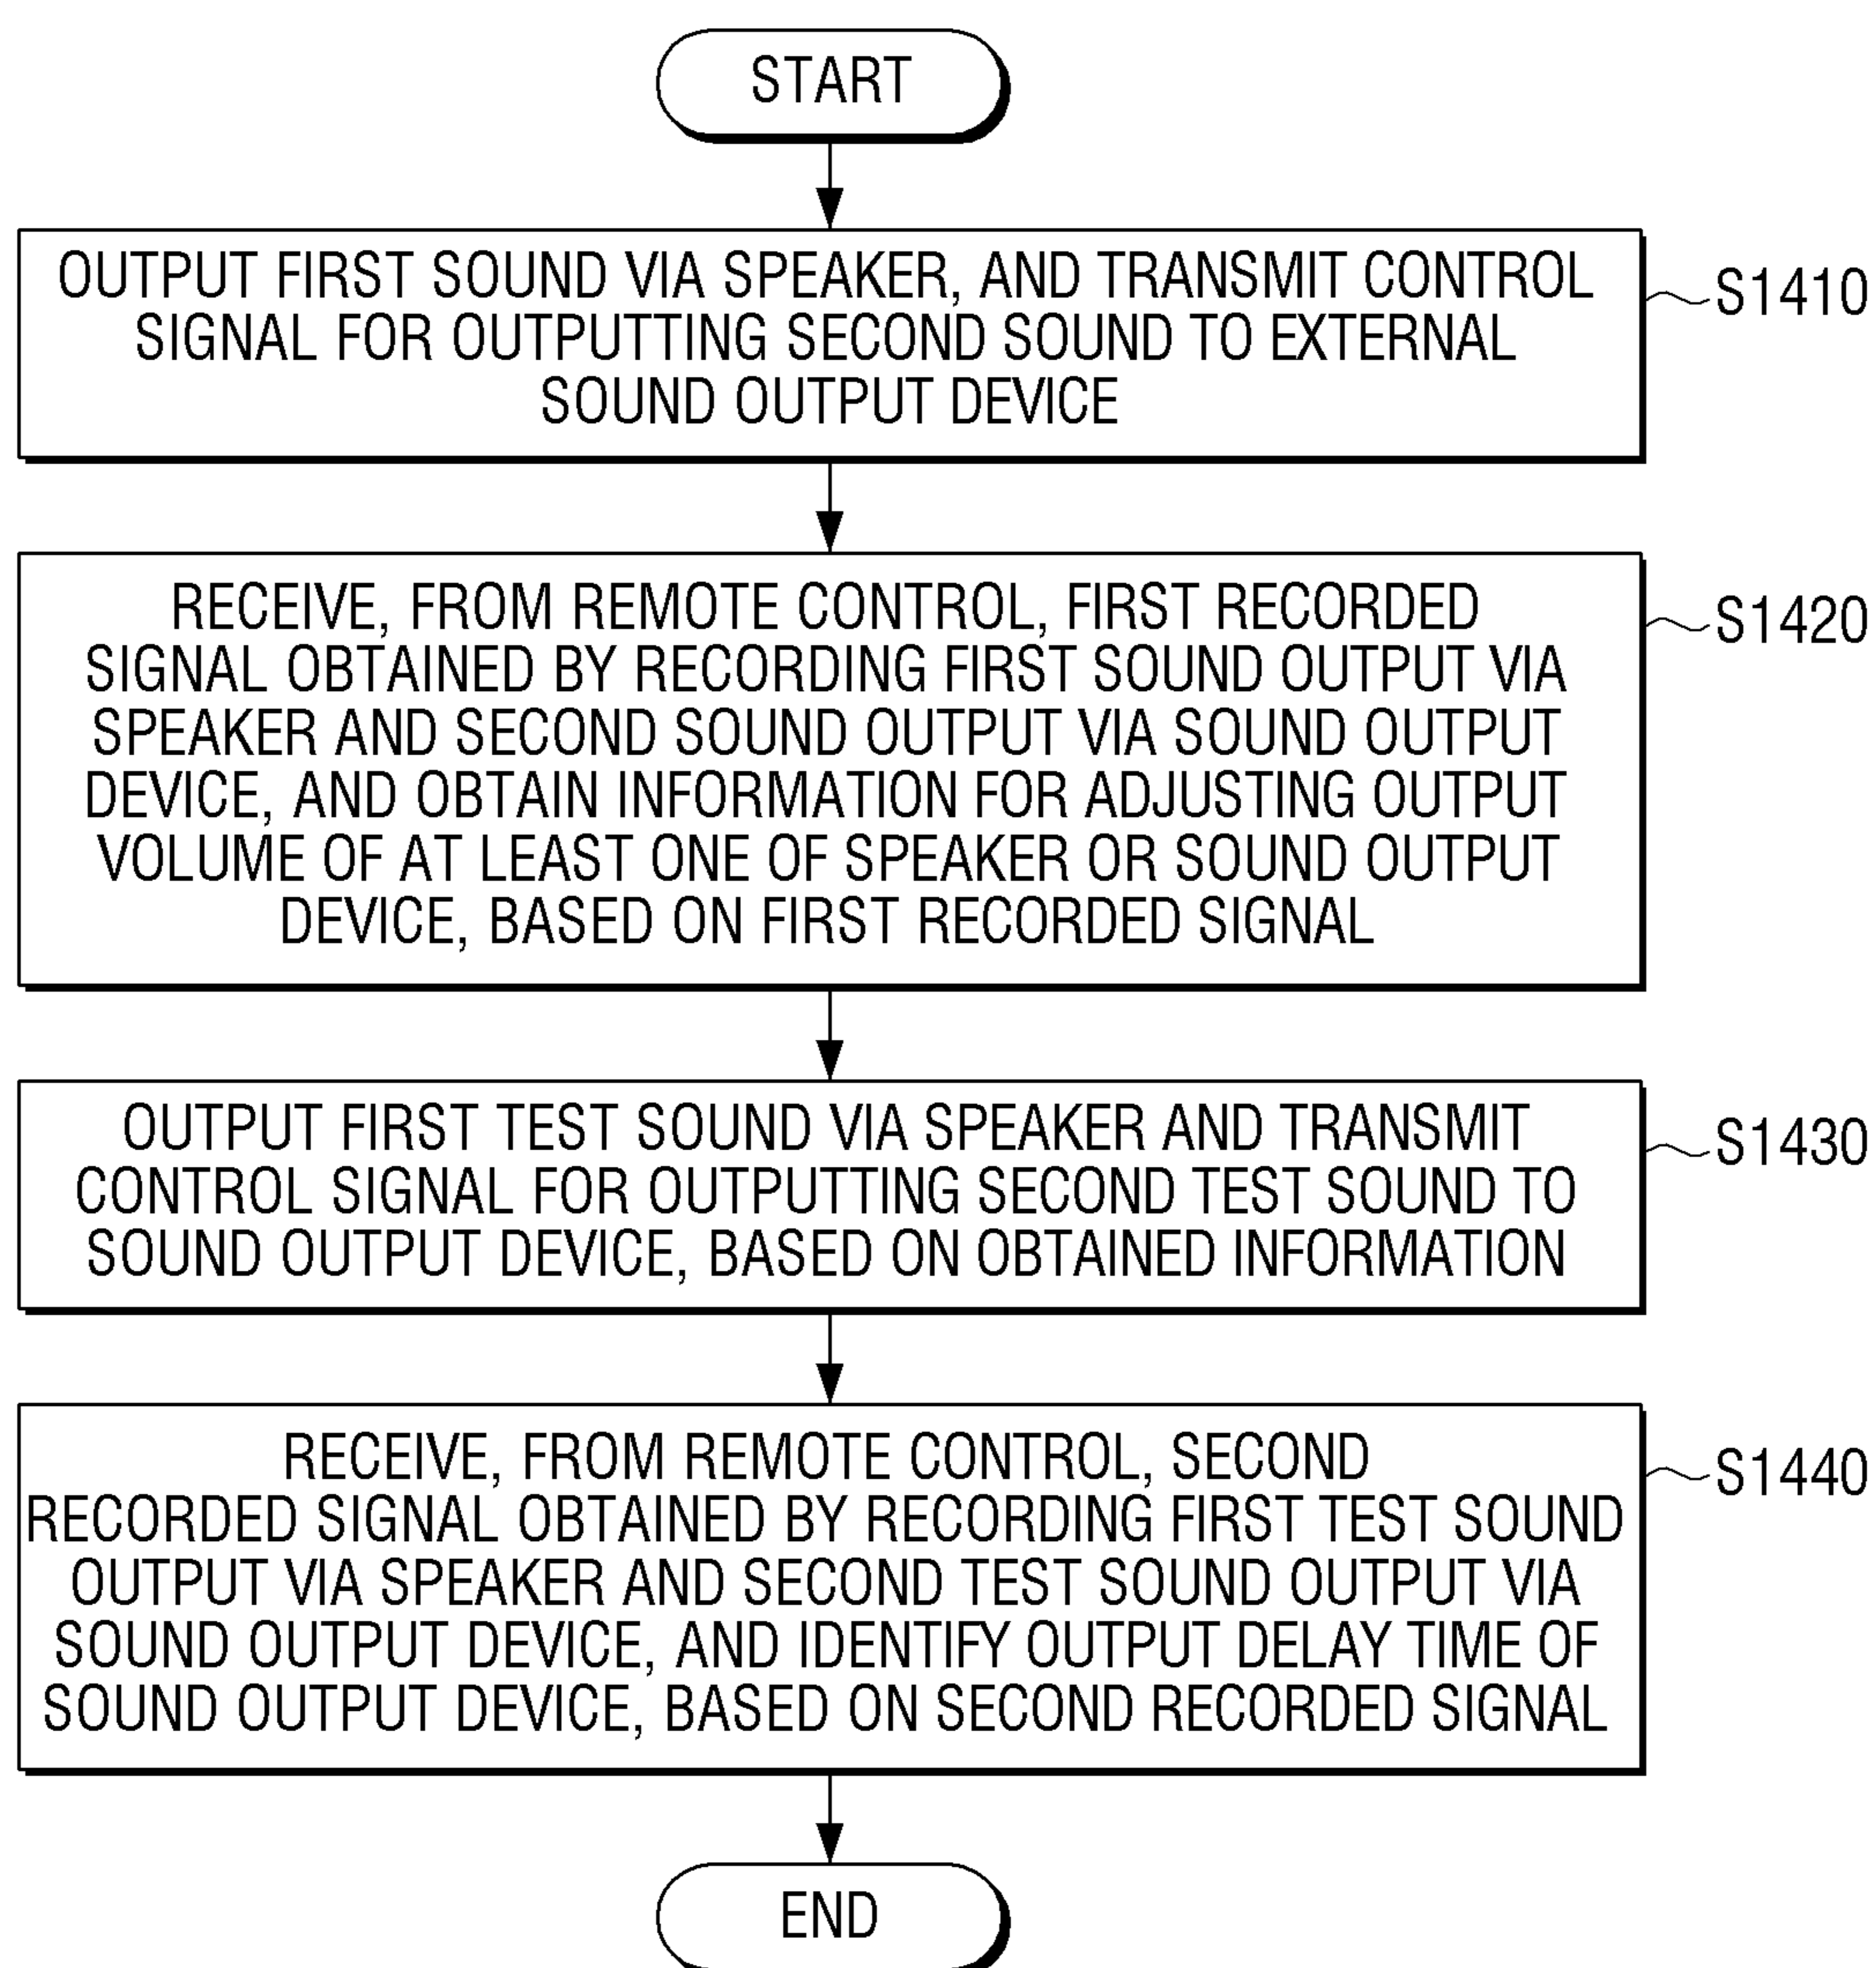 START
OUTPUT FIRST SOUND VIA SPEAKER, AND TRANSMIT CONTROL
SIGNAL FOR OUTPUTTING SECOND SOUND TO EXTERNAL
SOUND OUTPUT DEVICE
S1410
RECEIVE, FROM REMOTE CONTROL, FIRST RECORDED
SIGNAL OBTAINED BY RECORDING FIRST SOUND OUTPUT VIA
SPEAKER AND SECOND SOUND OUTPUT VIA SOUND OUTPUT
DEVICE, AND OBTAIN INFORMATION FOR ADJUSTING OUTPUT
VOLUME OF AT LEAST ONE OF SPEAKER OR SOUND OUTPUT
DEVICE, BASED ON FIRST RECORDED SIGNAL
S1420
OUTPUT FIRST TEST SOUND VIA SPEAKER AND TRANSMIT
CONTROL SIGNAL FOR OUTPUTTING SECOND TEST SOUND TO
SOUND OUTPUT DEVICE, BASED ON OBTAINED INFORMATION
S1430
RECEIVE, FROM REMOTE CONTROL, SECOND
RECORDED SIGNAL OBTAINED BY RECORDING FIRST TEST SOUND
OUTPUT VIA SPEAKER AND SECOND TEST SOUND OUTPUT VIA
SOUND OUTPUT DEVICE, AND IDENTIFY OUTPUT DELAY TIME OF
SOUND OUTPUT DEVICE, BASED ON SECOND RECORDED SIGNAL
S1440
END